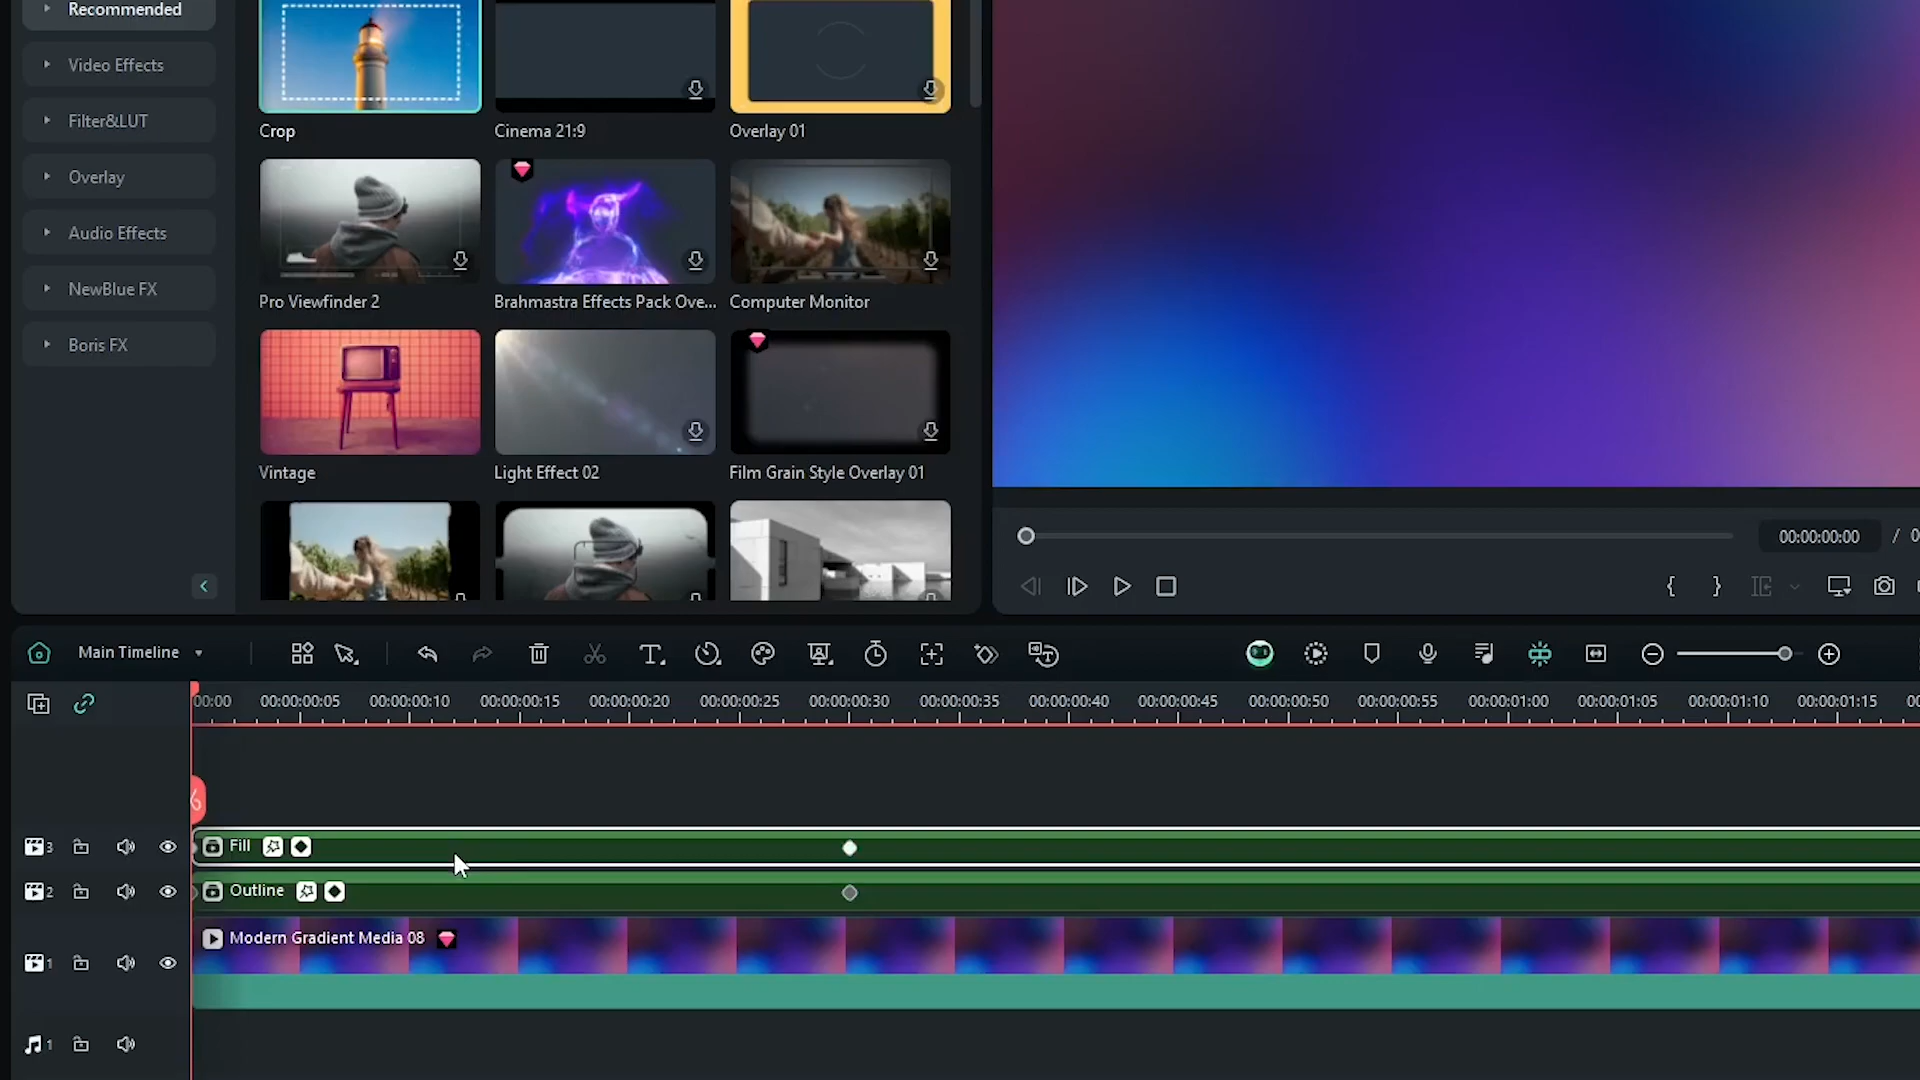 Recommended
Video Effects
Filter&LUT
Overlay
Audio Effects
NewBlue FX
Boris FX
Crop
Cinema 21:9
Overlay 01
Pro Viewfinder 2
Brahmastra Effects Pack Ove...
Computer Monitor
Vintage
Light Effect 02
Film Grain Style Overlay 01
00:00:00:00 / 0
Main Timeline
00:00 00:00:00:05 00:00:00:10 00:00:00:15 00:00:00:20 00:00:00:25 00:00:00:30 00:00:00:35 00:00:00:40 00:00:00:45 00:00:00:50 00:00:00:55 00:00:01:00 00:00:01:05 00:00:01:10 00:00:01:15 00
3 Fill
2 Outline
Modern Gradient Media 08
1
1